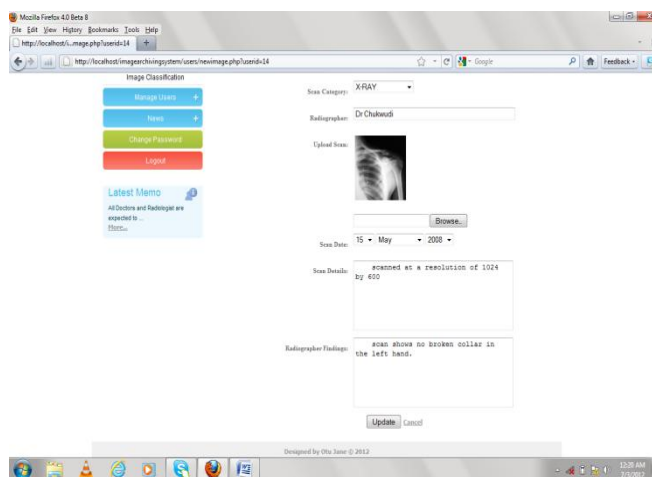 Mozilla Firefox 4.0 Beta 8
File Edit View History Bookmarks Tools Help
http://localhost/i...mage.php?userid=14 +
http://localhost/imagearchivingsystem/users/newimage.php?userid=14
Google
Feedback
Image Classification
Manage Users +
News +
Change Password
Logout
Latest Memo
All Doctors and Radiologist are
expected to ...
More...
Scan Category: X-RAY
Radiographer: Dr Chukwudi
Upload Scan:
Browse..
Scan Date: 15 May 2008
Scan Details: scanned at a resolution of 1024
by 600
Radiographer Findings: scan shows no broken collar in
the left hand.
Update Cancel
Designed by Otu Jane © 2012
12:20 AM
7/3/2012